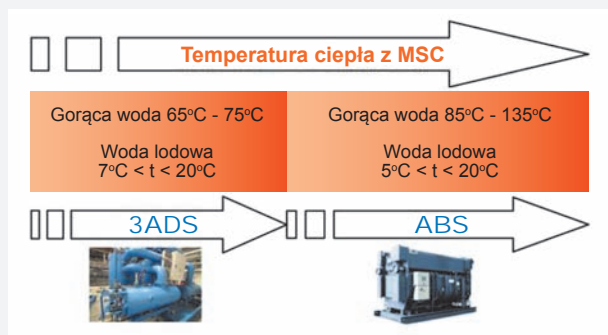 Temperatura ciepła z MSC
Gorąca woda 65°C - 75°C
Woda lodowa
7°C < t < 20°C
Gorąca woda 85°C - 135°C
Woda lodowa
5°C < t < 20°C
3ADS
ABS